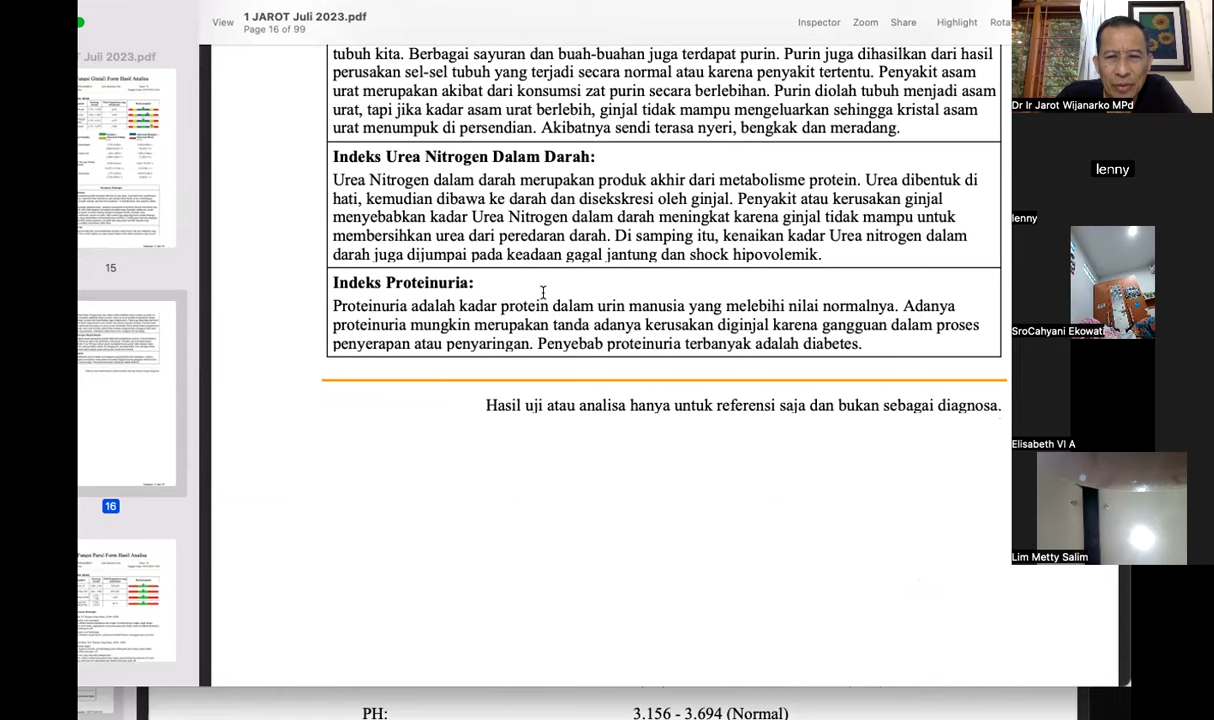 View
1 JAROT Juli 2023.pdf
Page 16 of 99
Inspector Zoom Share Highlight Rota
Juli 2023.pdf
15
16
tubuh kita. Berbagai sayuran dan buah-buahan juga terdapat purin. Purin juga dihasilkan dari hasil
perusakan sel-sel tubuh yang terjadi secara normal atau karena penyakit tertentu. Penyakit asam
urat merupakan akibat dari konsumsi zat purin secara berlebihan. Purin diolah tubuh menjadi asam
urat, tapi jika kadar asam urat berlebih, ginjal tidak mampu mengeluarkan sehingga kristal asam
urat menumpuk di persendian. Akibatnya sendi terasa nyeri, bengkak dan meradang.
Indeks Urea Nitrogen Dalam Darah:
Urea Nitrogen dalam darah merupakan produk akhir dari metabolisme protein. Urea dibentuk di
hati, kemudian dibawa ke darah dan diekskresi oleh ginjal. Penyakit atau kerusakan ginjal
menyebabkan kadar Urea Nitrogen dalam darah meningkat karena ginjal tidak mampu untuk
membersihkan urea dari peredaran darah. Di samping itu, kenaikan kadar Urea nitrogen dalam
darah juga dijumpai pada keadaan gagal jantung dan shock hipovolemik.
Indeks Proteinuria:
Proteinuria adalah kadar protein dalam urin manusia yang melebihi nilai normalnya. Adanya
proteinuria mungkin merupakan tanda adanya kerusakan diginjal karena gangguan dalam proses
penyerapan atau penyaringan. Penyebab proteinuria terbanyak adalah diabetes.
Hasil uji atau analisa hanya untuk referensi saja dan bukan sebagai diagnosa.
PH: 3.156 - 3.694 (Normal)
Dr Ir Jarot Wijanarko MPd
lenny
lenny
SroCahyani Ekowati
Elisabeth VI A
Lim Metty Salim